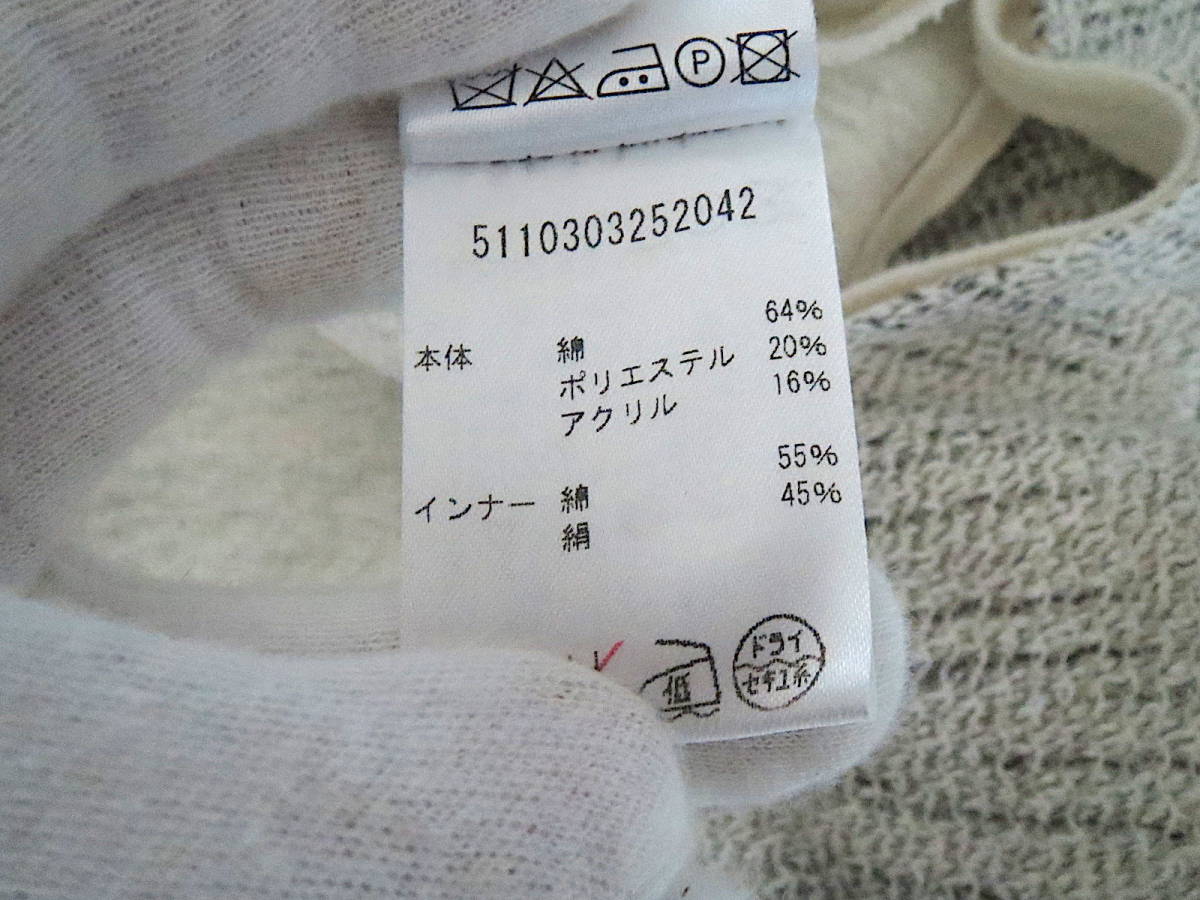 P
5110303252042
本体 綿 64%
ポリエステル 20%
アクリル 16%
インナー 綿 55%
絹 45%
低 ドライ
セキユ系